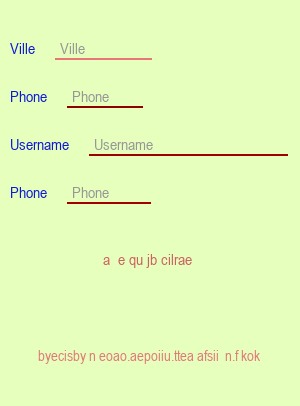 Ville Ville
Phone Phone
Username Username
Phone Phone
a e qu jb cilrae
byecisby n eoao.aepoiiu.ttea afsii n.f kok